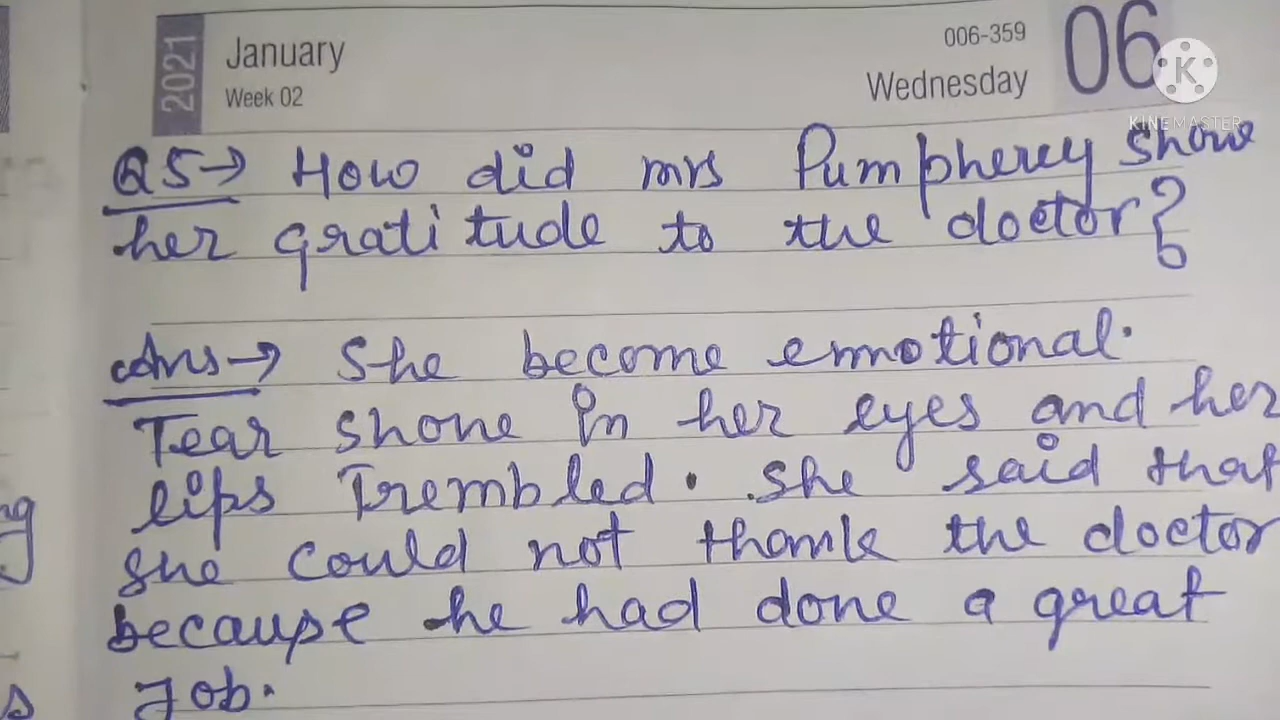 2021
January
Week 02
006-359
Wednesday
06
K
KINEMASTER
Q5→ How did mrs Pumpherey show
her gratitude to the doctor?
Ans→ She become emotional.
Tear shone in her eyes and her
lips Trembled. She said that
she could not thank the doctor
because he had done a great
Job.
ng
s